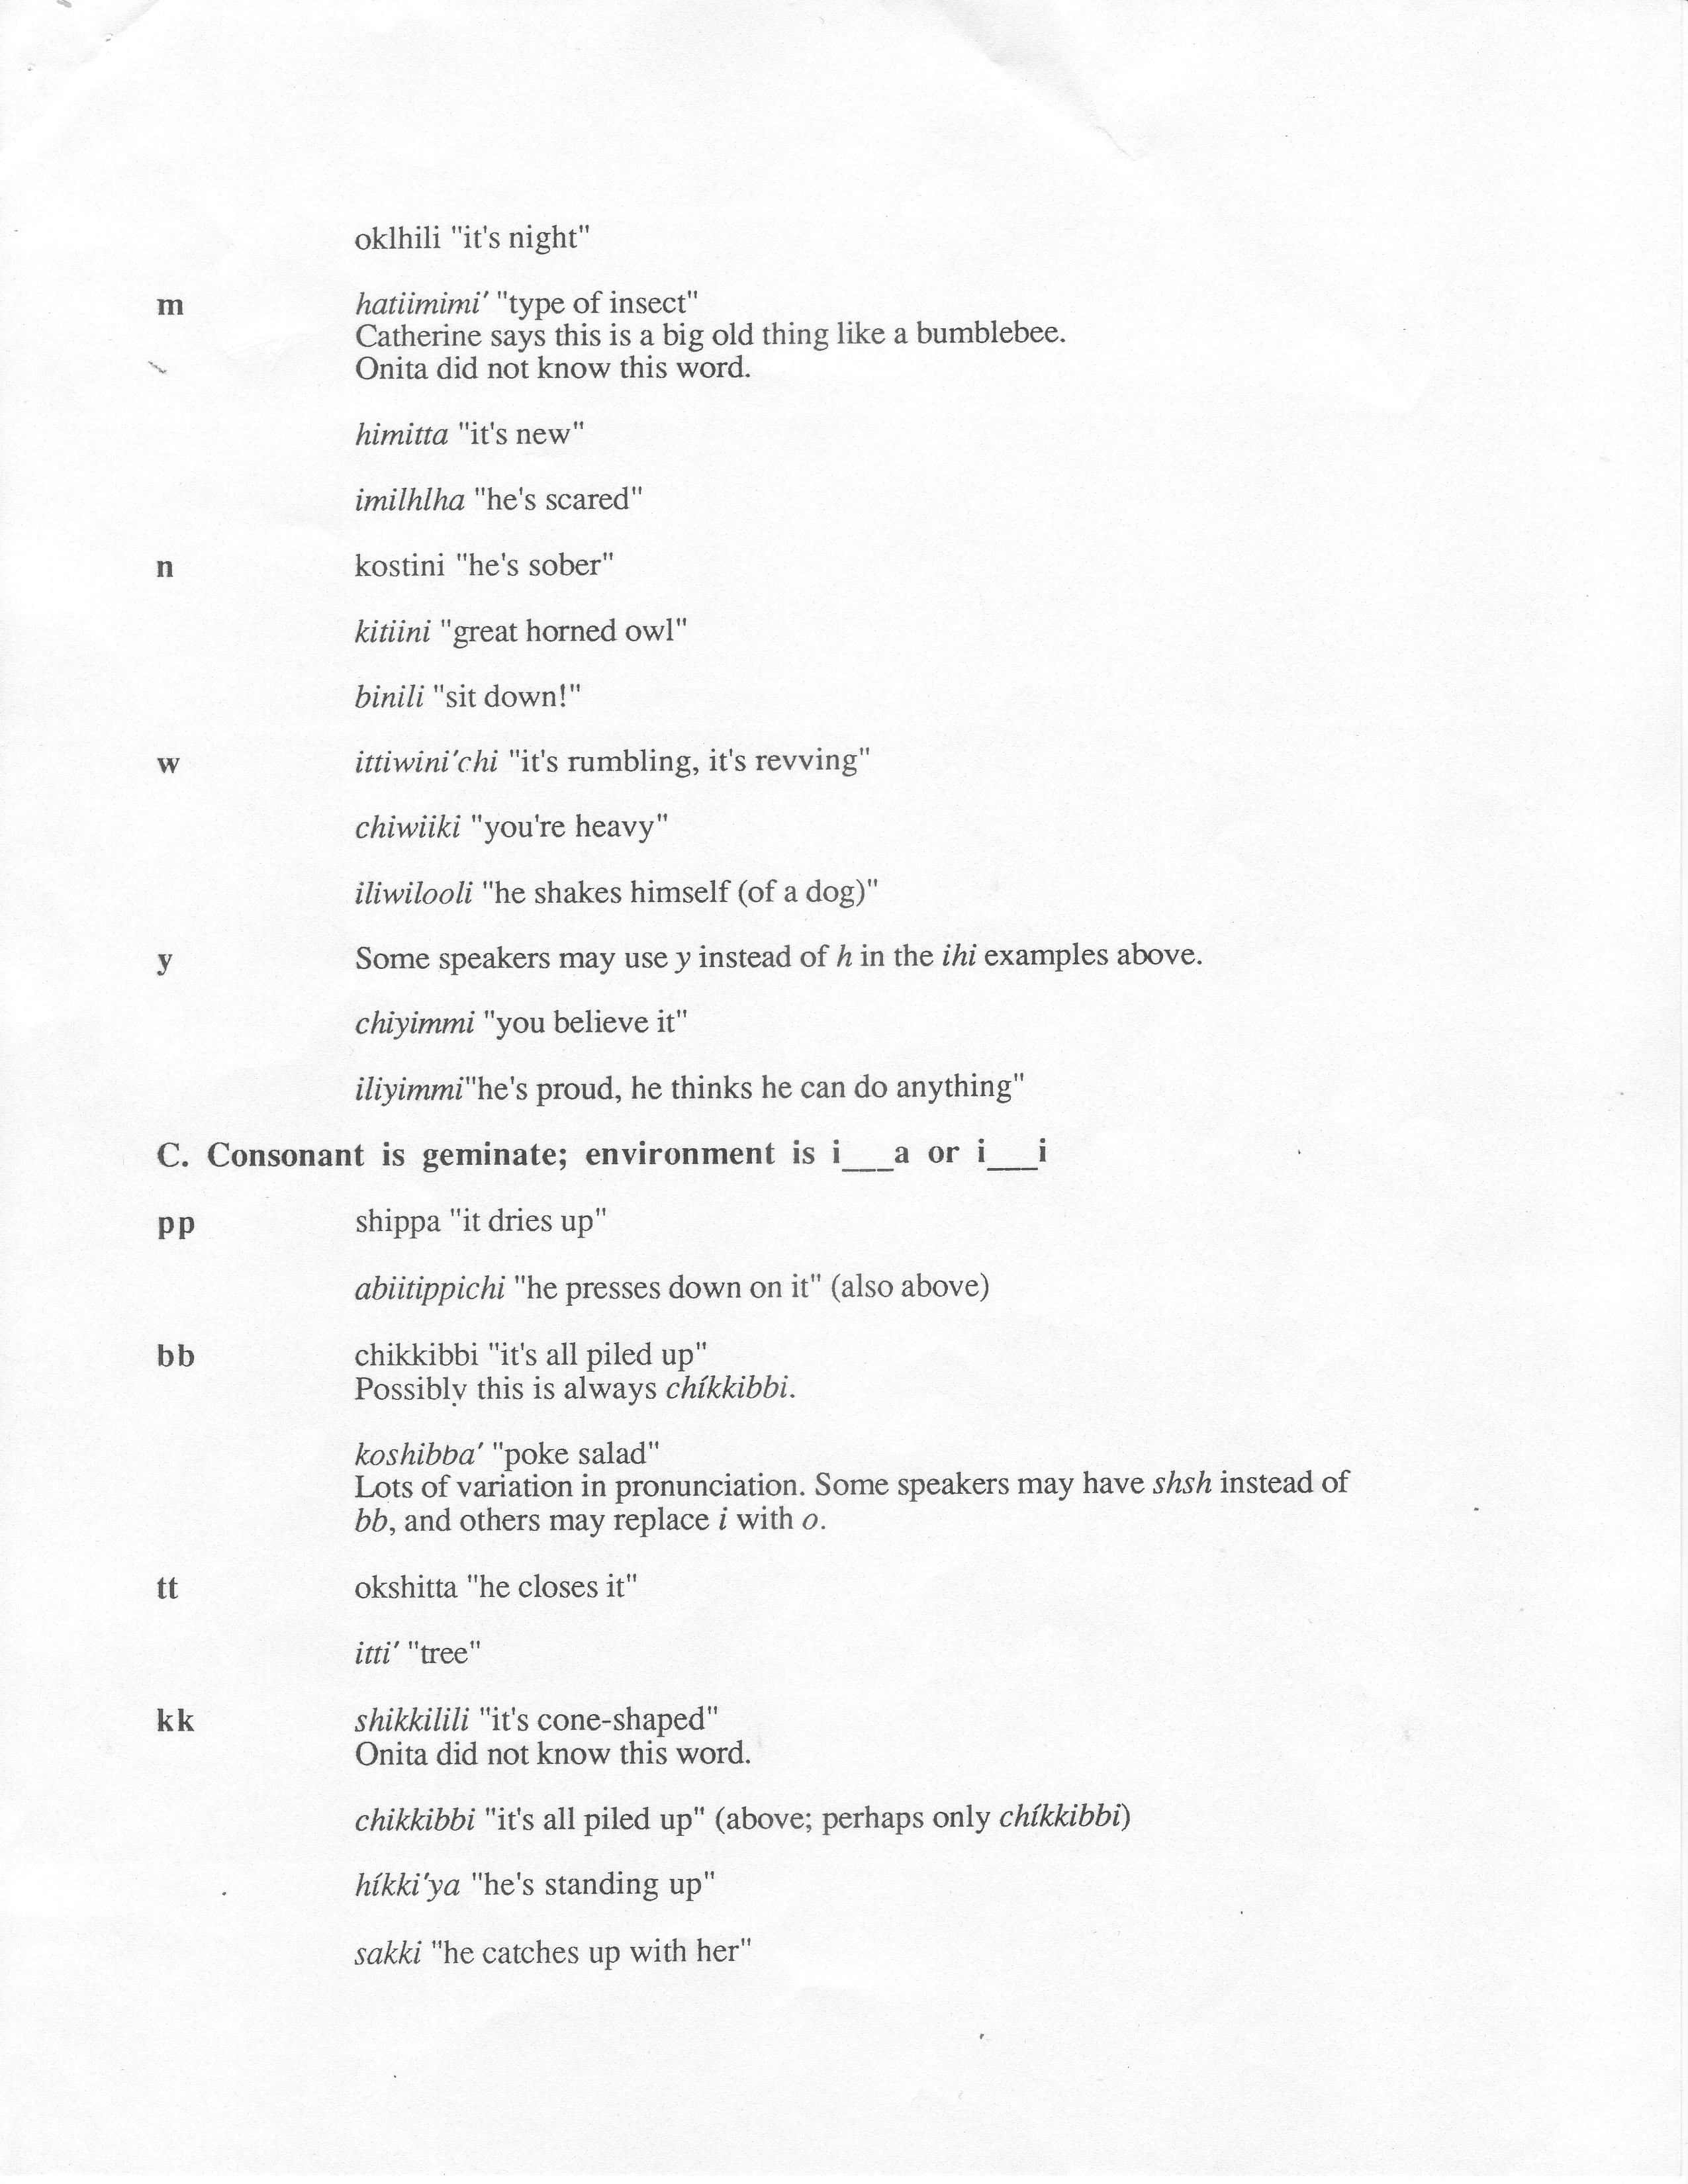 oklhili "it's night"
m hatiimimi' "type of insect"
Catherine says this is a big old thing like a bumblebee.
Onita did not know this word.
himitta "it's new"
imilhlha "he's scared"
n kostini "he's sober"
kitiini "great horned owl"
binili "sit down!"
w ittiwini'chi "it's rumbling, it's revving"
chiwiiki "you're heavy"
iliwilooli "he shakes himself (of a dog)"
y Some speakers may use y instead of h in the ihi examples above.
chiyimmi "you believe it"
iliyimmi"he's proud, he thinks he can do anything"
C. Consonant is geminate; environment is i___a or i___i
pp shippa "it dries up"
abiitippichi "he presses down on it" (also above)
bb chikkibbi "it's all piled up"
Possibly this is always chíkkibbi.
koshibba' "poke salad"
Lots of variation in pronunciation. Some speakers may have shsh instead of
bb, and others may replace i with o.
tt okshitta "he closes it"
itti' "tree"
kk shikkilili "it's cone-shaped"
Onita did not know this word.
chikkibbi "it's all piled up" (above; perhaps only chíkkibbi)
híkki'ya "he's standing up"
sakki "he catches up with her"